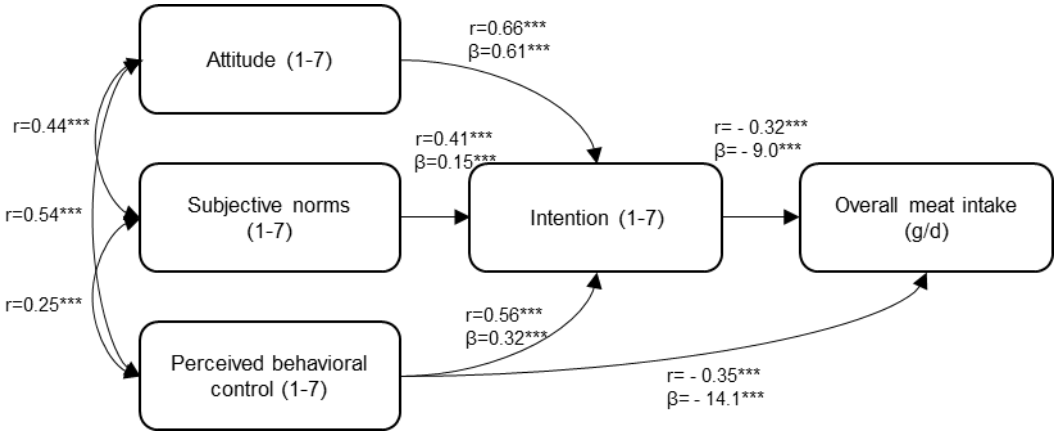 r=0.66***
β=0.61***
Attitude (1-7)
r=0.44***
r=0.41***
β=0.15***
r= - 0.32***
β= - 9.0***
Subjective norms
(1-7)
Intention (1-7)
Overall meat intake
(g/d)
r=0.54***
r=0.25***
r=0.56***
β=0.32***
Perceived behavioral
control (1-7)
r= - 0.35***
β= - 14.1***